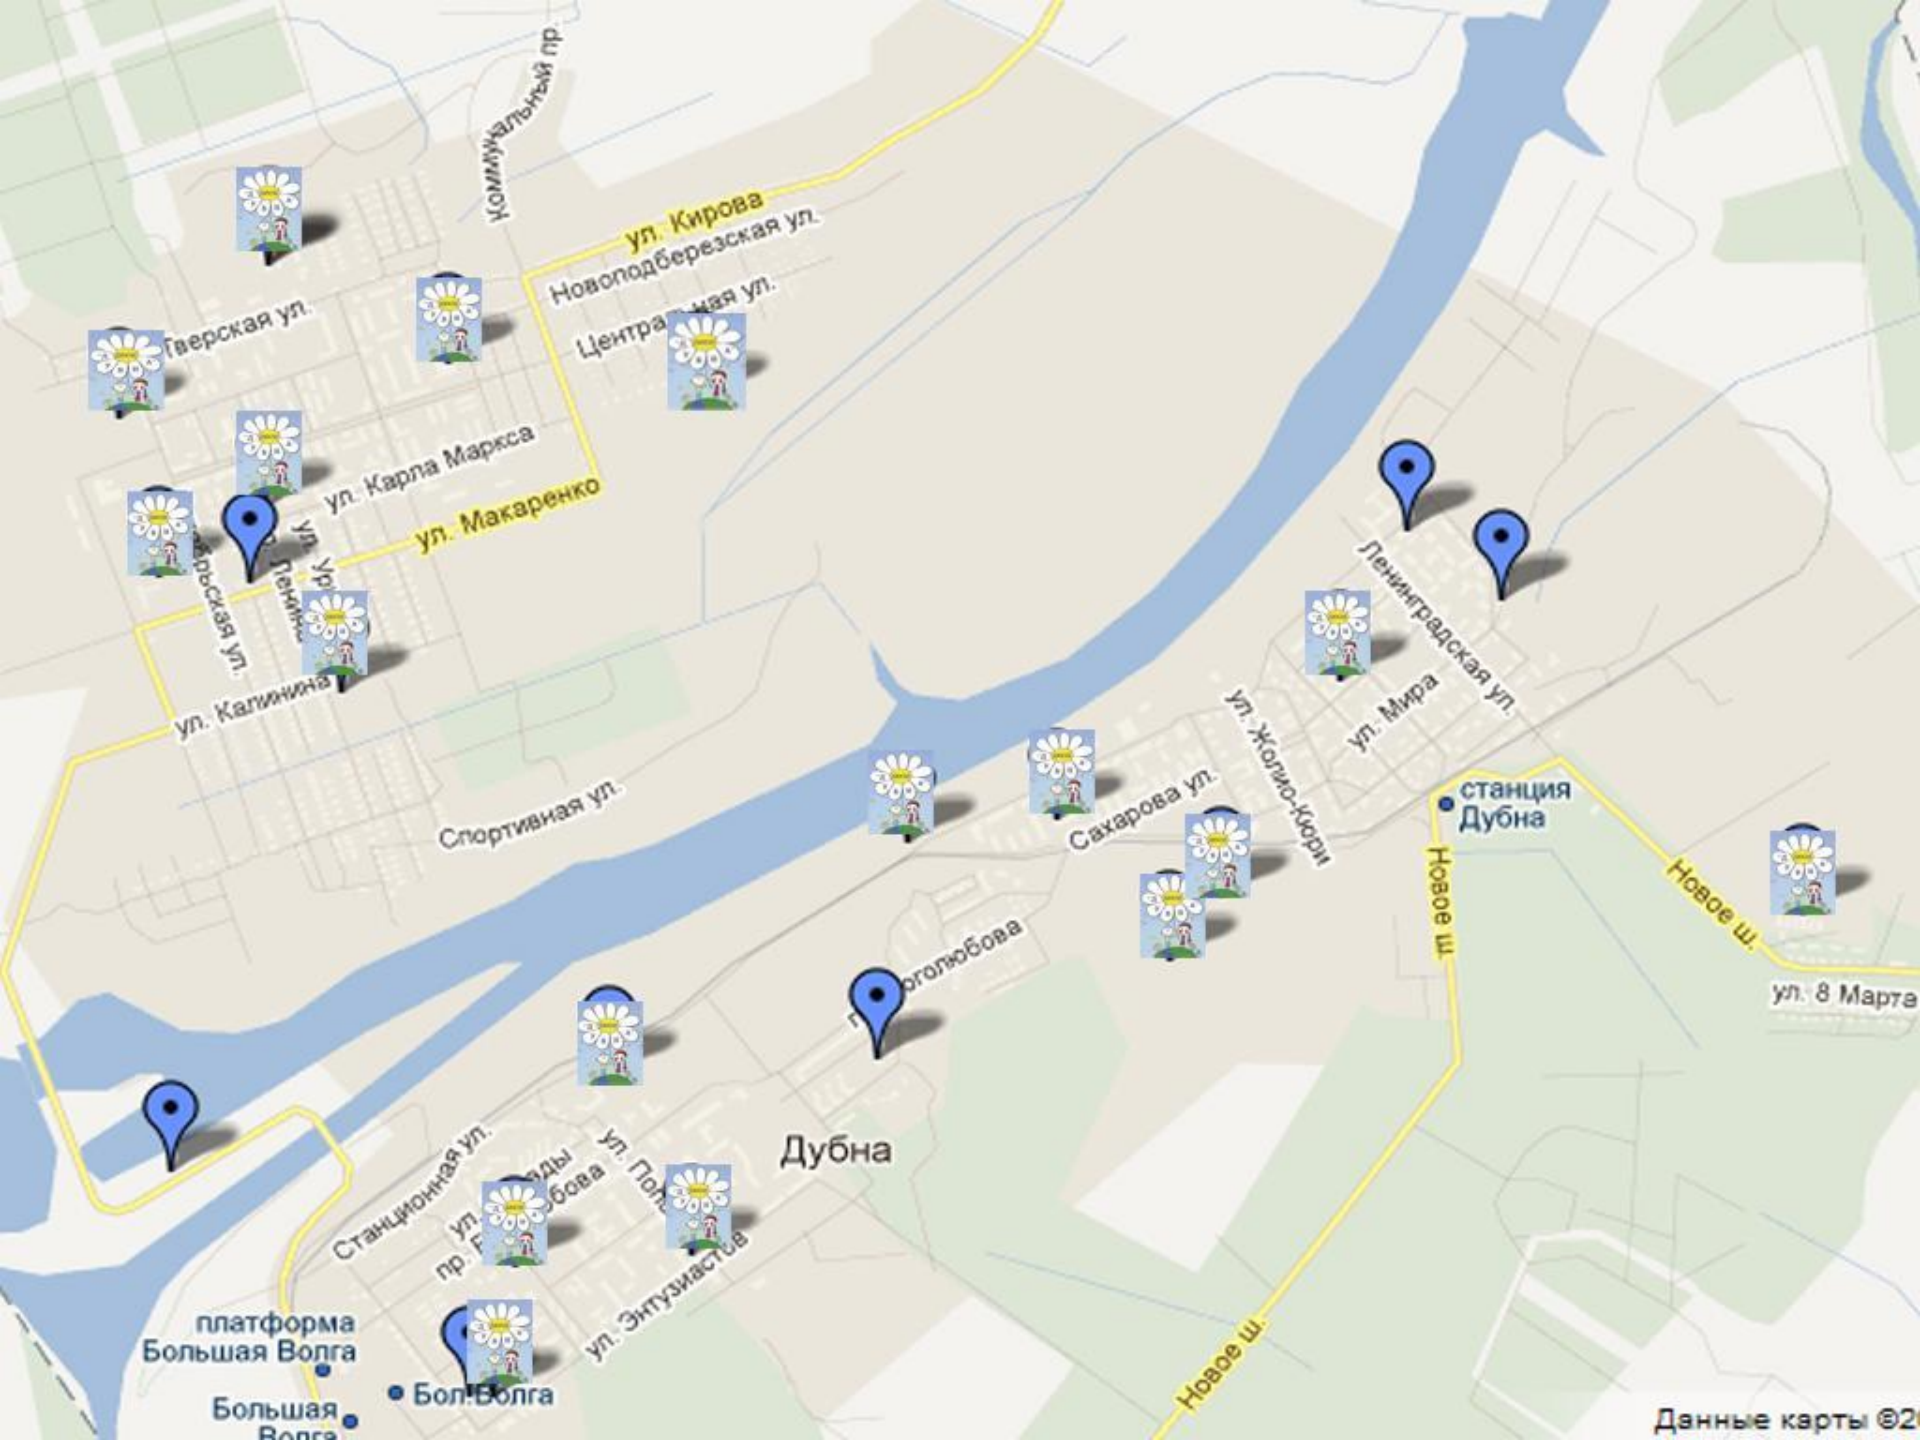 Коммунальный пр.
ул. Кирова
Новоподберезская ул.
Центральная ул.
Тверская ул.
ул. Карла Маркса
ул. Макаренко
ул. Калинина
Спортивная ул.
Ленинградская ул.
ул. Мира
ул. Жолио-Кюри
Сахарова ул.
станция
Дубна
Новое ш.
Новое ш.
ул. 8 Марта
Дубна
Станционная ул.
ул. Энтузиастов
платформа
Большая Волга
Бол.Волга
Большая
Волга
Новое ш.
Данные карты ©20